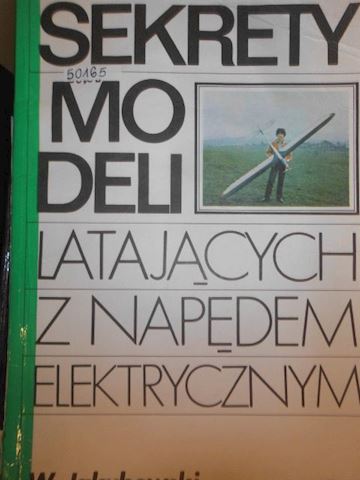 SEKRETY
50165
MO
DELI
LATAJĄCYCH
Z NAPĘDEM
ELEKTRYCZNYM
W.